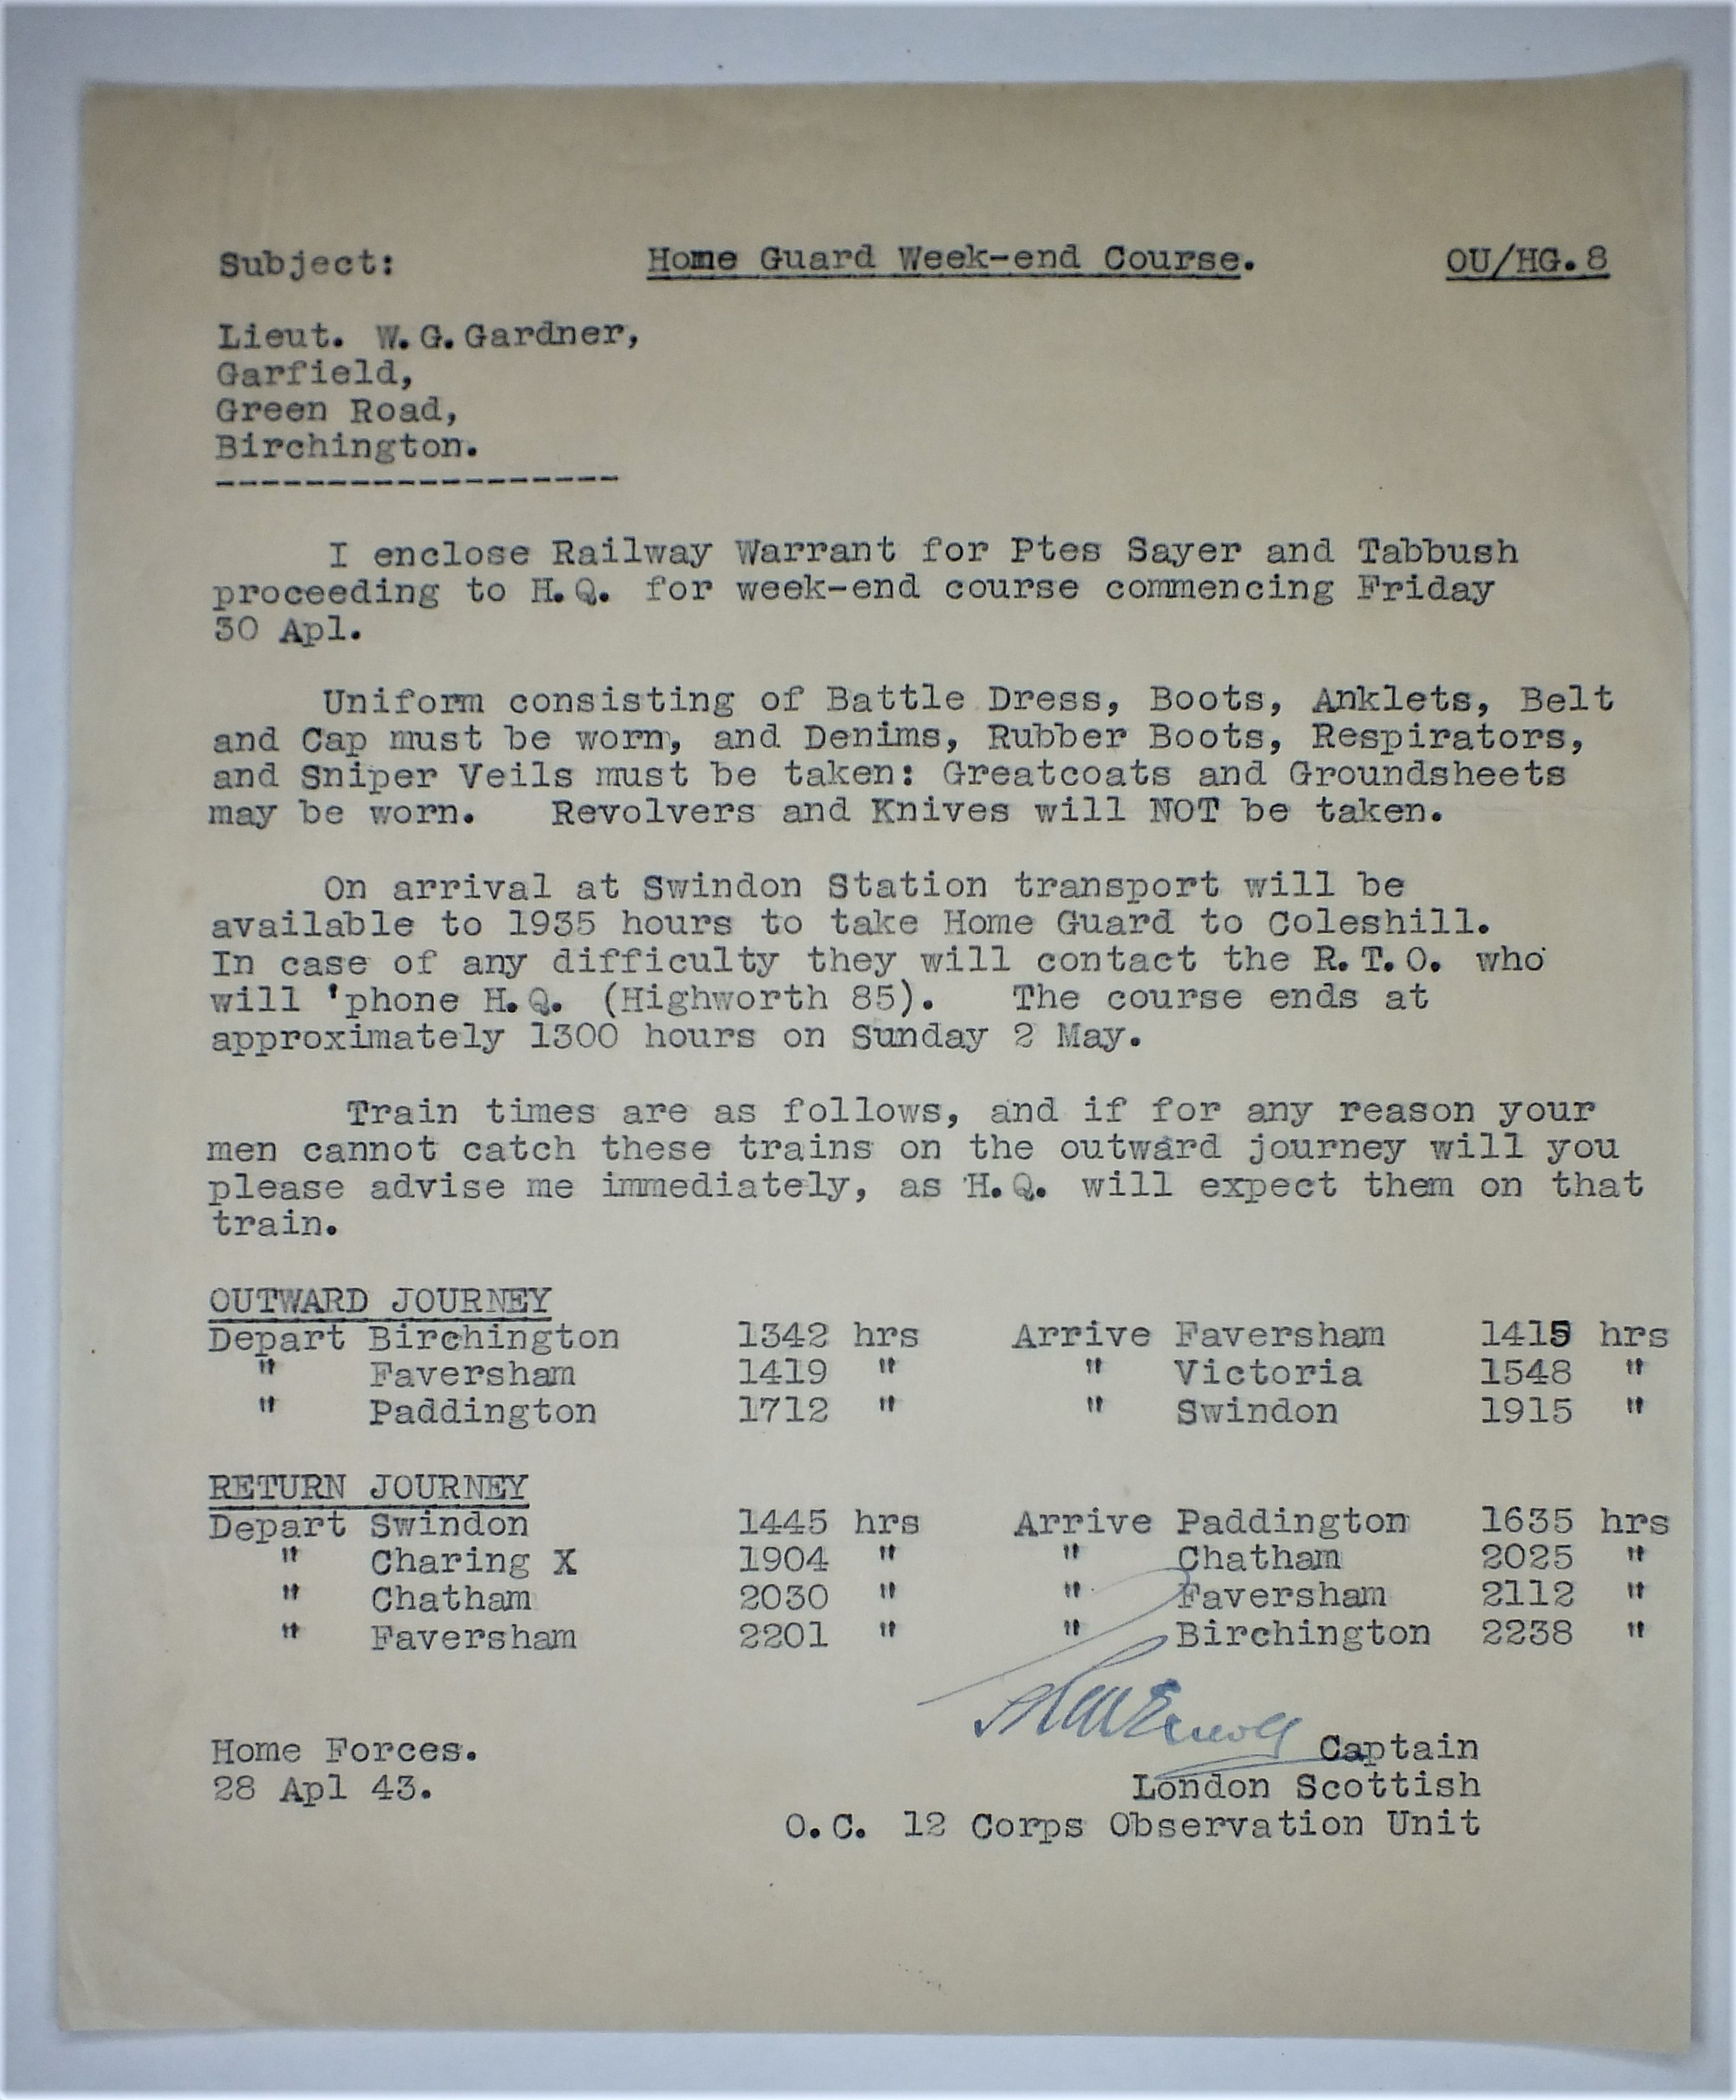 Subject: Home Guard Week-end Course. OU/HG.8
Lieut. W.G.Gardner,
Garfield,
Green Road,
Birchington.
------------------
I enclose Railway Warrant for Ptes Sayer and Tabbush
proceeding to H.Q. for week-end course commencing Friday
30 Apl.
Uniform consisting of Battle Dress, Boots, Anklets, Belt
and Cap must be worn, and Denims, Rubber Boots, Respirators,
and Sniper Veils must be taken: Greatcoats and Groundsheets
may be worn. Revolvers and Knives will NOT be taken.
On arrival at Swindon Station transport will be
available to 1935 hours to take Home Guard to Coleshill.
In case of any difficulty they will contact the R.T.O. who
will 'phone H.Q. (Highworth 85). The course ends at
approximately 1300 hours on Sunday 2 May.
Train times are as follows, and if for any reason your
men cannot catch these trains on the outward journey will you
please advise me immediately, as H.Q. will expect them on that
train.
OUTWARD JOURNEY
Depart Birchington 1342 hrs Arrive Faversham 1415 hrs
" Faversham 1419 " " Victoria 1548 "
" Paddington 1712 " " Swindon 1915 "
RETURN JOURNEY
Depart Swindon 1445 hrs Arrive Paddington 1635 hrs
" Charing X 1904 " " Chatham 2025 "
" Chatham 2030 " " Faversham 2112 "
" Faversham 2201 " " Birchington 2238 "
Home Forces. Captain
28 Apl 43. London Scottish
O.C. 12 Corps Observation Unit